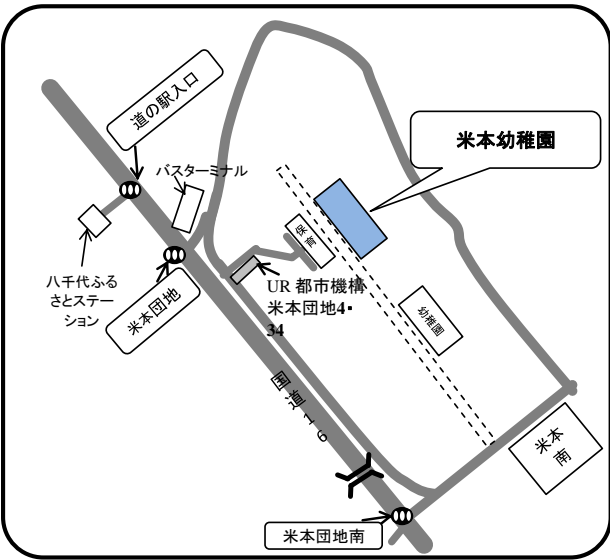 道の駅入口
バスターミナル
米本幼稚園
八千代ふる
さとステー
ション
米本団地
保育
UR 都市機構
米本団地4・
34
幼稚園
国道16
米本
南
米本団地南